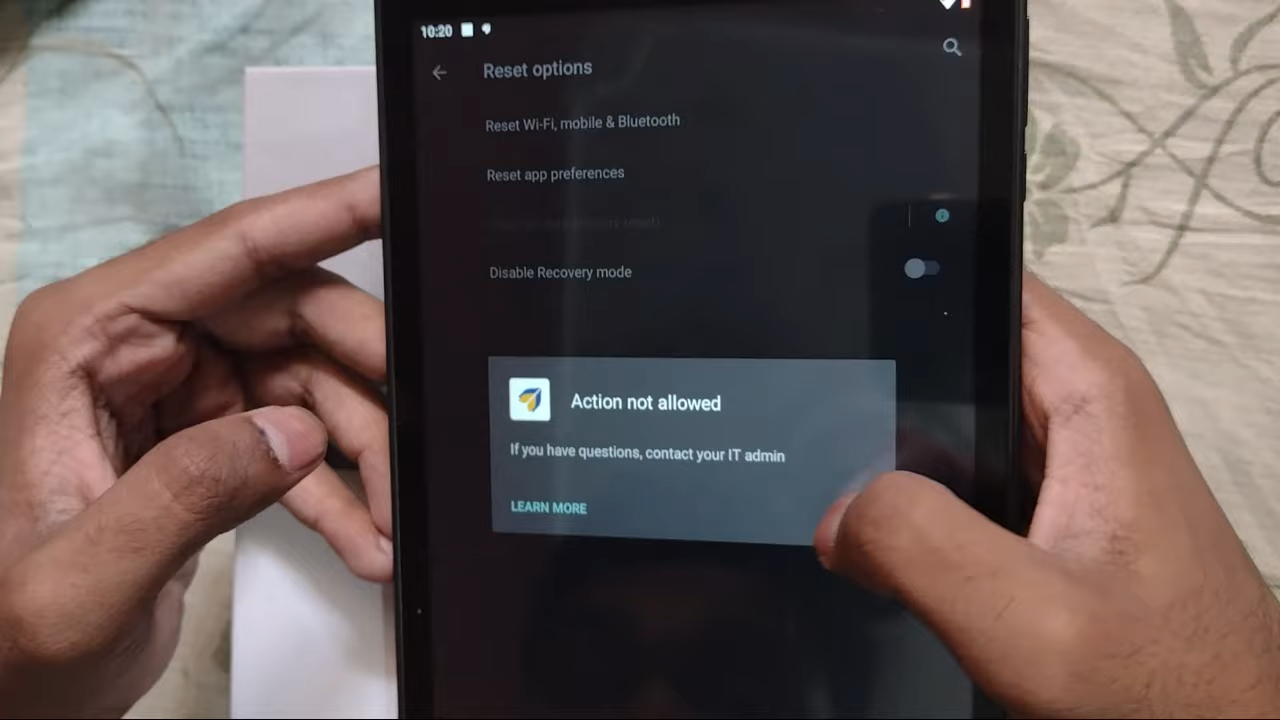 10:20
Reset options
Reset Wi-Fi, mobile & Bluetooth
Reset app preferences
Disable Recovery mode
Action not allowed
If you have questions, contact your IT admin
LEARN MORE